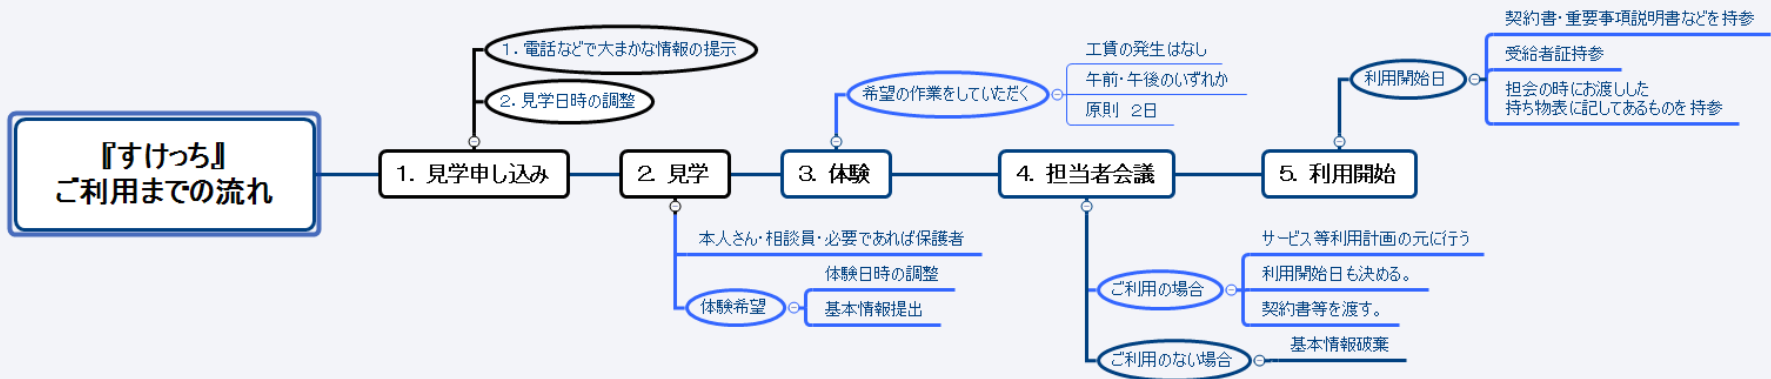 『すけっち』
ご利用までの流れ
1. 見学申し込み
1. 電話などで大まかな情報の提示
2. 見学日時の調整
2. 見学
本人さん・相談員・必要であれば保護者
体験希望
体験日時の調整
基本情報提出
3. 体験
希望の作業をしていただく
工賃の発生はなし
午前・午後のいずれか
原則 2日
4. 担当者会議
ご利用の場合
サービス等利用計画の元に行う
利用開始日も決める。
契約書等を渡す。
ご利用のない場合
基本情報破棄
5. 利用開始
利用開始日
契約書・重要事項説明書などを持参
受給者証持参
担会の時にお渡しした
持ち物表に記してあるものを持参